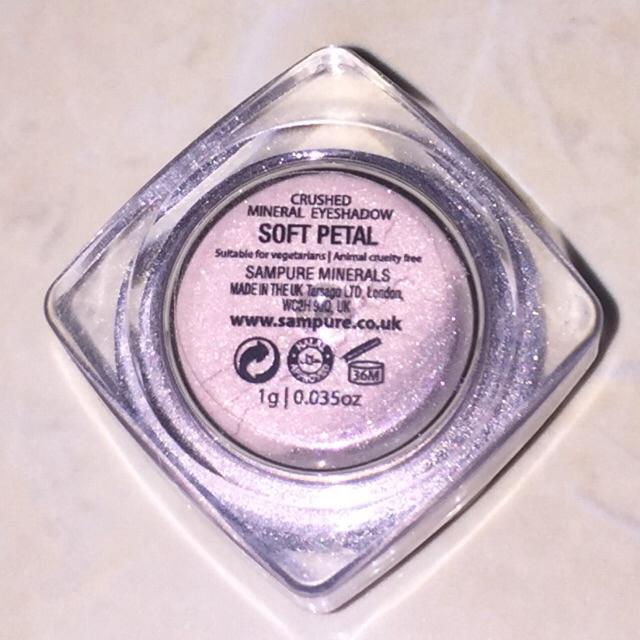 CRUSHED
MINERAL EYESHADOW
SOFT PETAL
Suitable for vegetarians | Animal cruelty free
SAMPURE MINERALS
MADE IN THE UK Tamago LTD, London,
WC2H 9JQ, UK
www.sampure.co.uk
36M
1g | 0.035oz